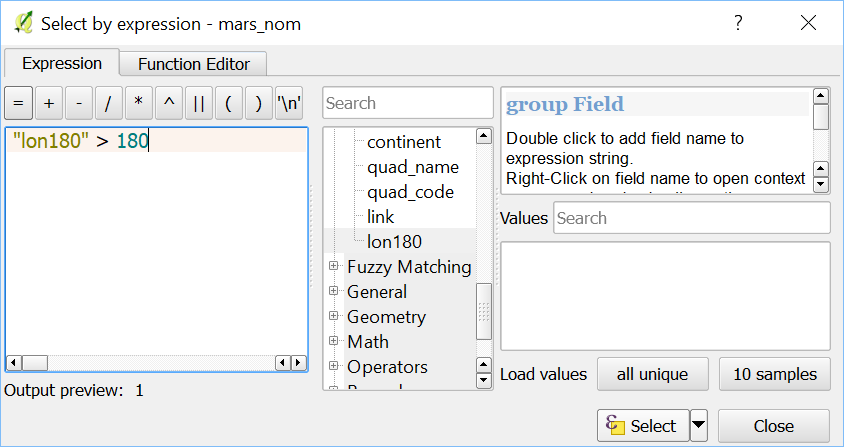 Select by expression - mars_nom
?
Expression
Function Editor
= + - / * ^ || ( ) '\n'
"lon180" > 180
Output preview: 1
Search
continent
quad_name
quad_code
link
lon180
Fuzzy Matching
General
Geometry
Math
Operators
group Field
Double click to add field name to
expression string.
Right-Click on field name to open context
Values Search
Load values all unique 10 samples
Select Close